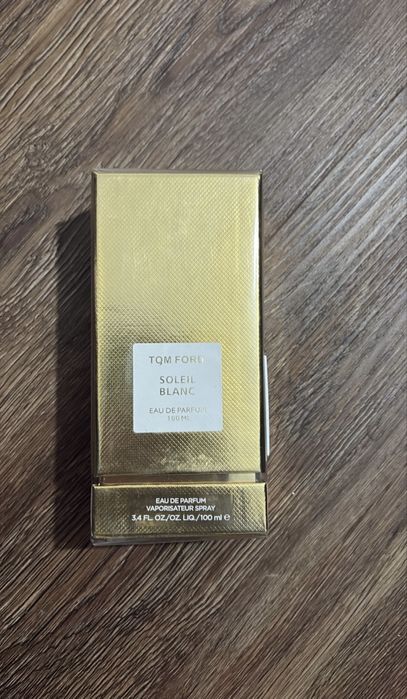 TOM FORD
SOLEIL
BLANC
EAU DE PARFUM
100 ML
EAU DE PARFUM
VAPORISATEUR SPRAY
3.4 FL. OZ./OZ. LIQ./100 ml ℮